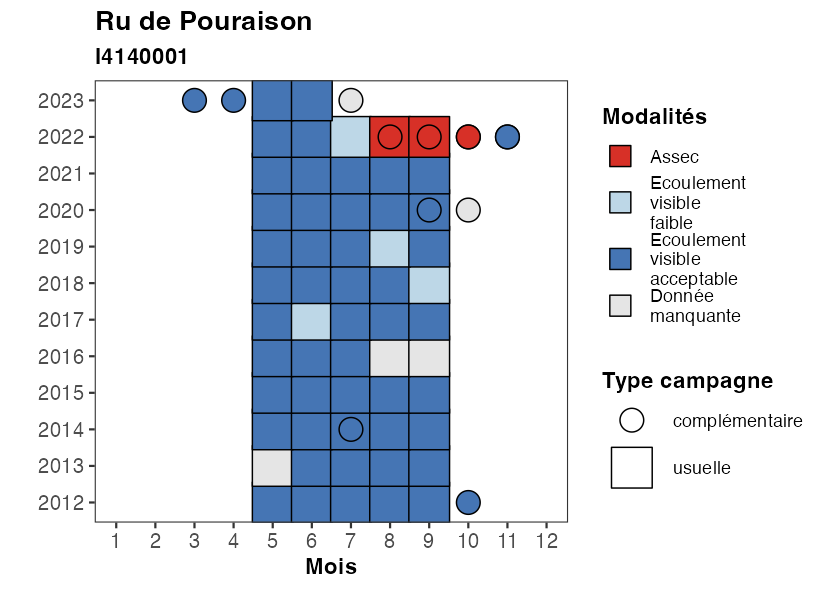 Ru de Pouraison
I4140001
2023
2022
2021
2020
2019
2018
2017
2016
2015
2014
2013
2012
1 2 3 4 5 6 7 8 9 10 11 12
Mois
Modalités
Assec
Ecoulement
visible
faible
Ecoulement
visible
acceptable
Donnée
manquante
Type campagne
complémentaire
usuelle